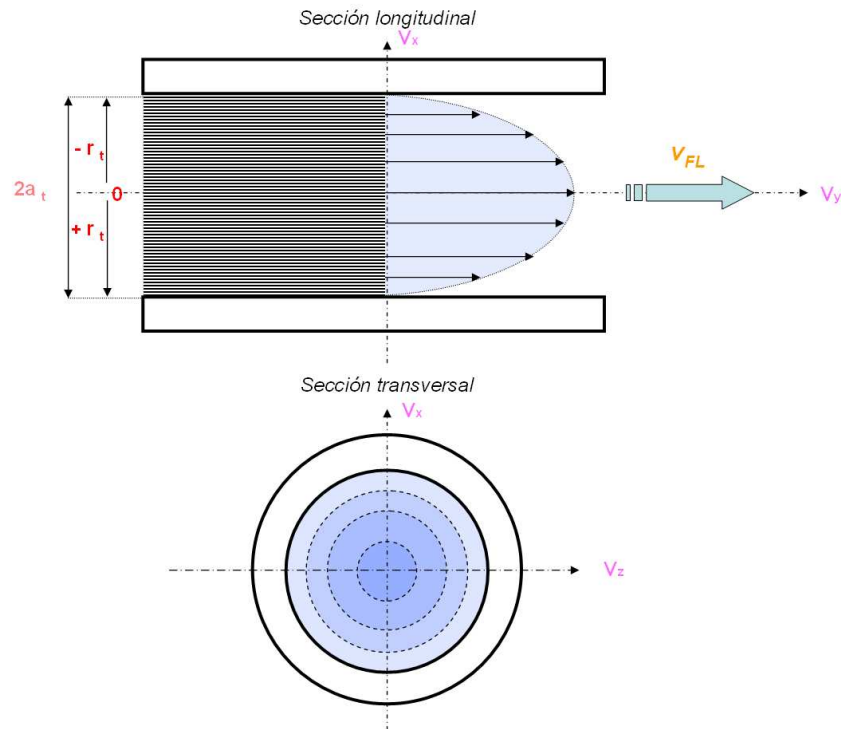 Sección longitudinal
Vx
- r t
2a t
0
+ r t
VFL
Vy
Sección transversal
Vx
Vz